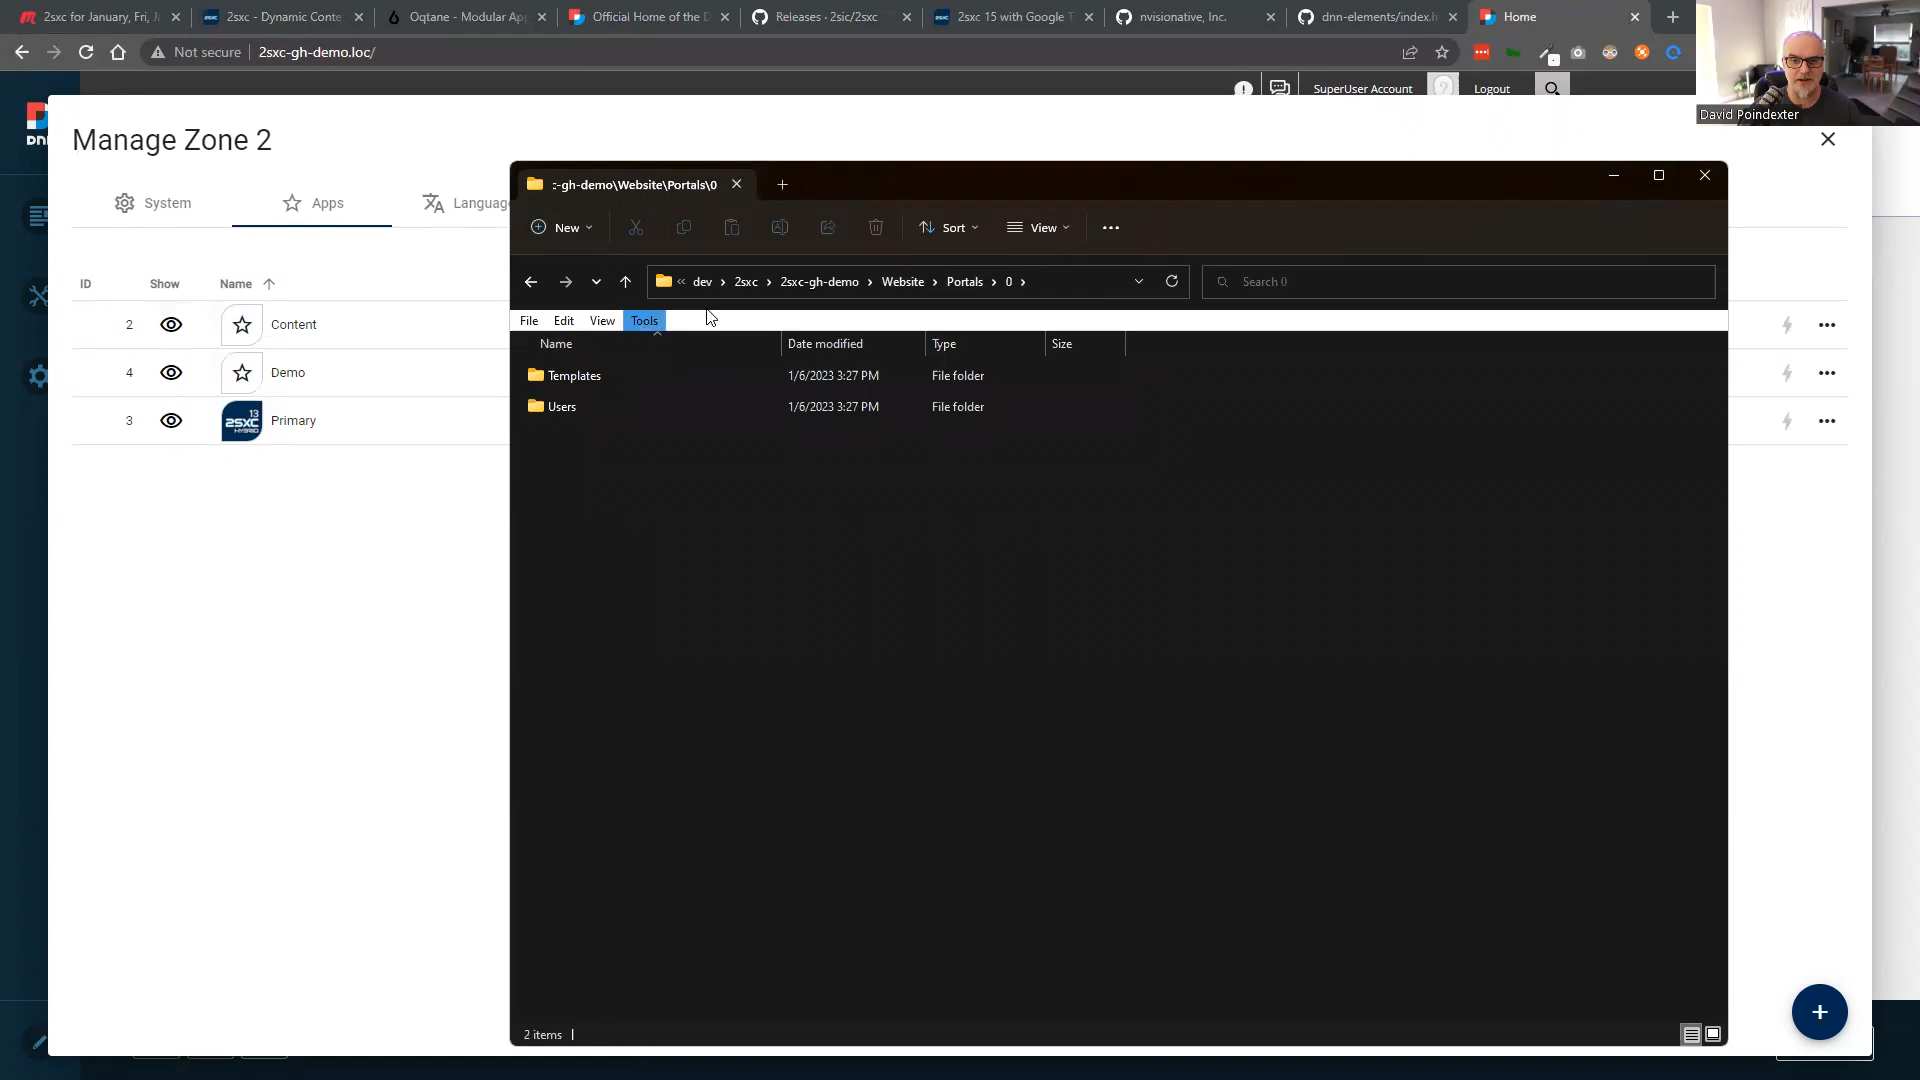 2sxc for January, Fri, J
2sxc - Dynamic Conte
Oqtane - Modular App
Official Home of the D
Releases · 2sic/2sxc
2sxc 15 with Google T
nvisionative, Inc.
dnn-elements/index.h
Home
Not secure
2sxc-gh-demo.loc/
SuperUser Account
Logout
David Poindexter
Manage Zone 2
System
Apps
Languag
ID
Show
Name
2
Content
4
Demo
3
13
2SXC
HYBRID
Primary
:-gh-demo\Website\Portals\0
New
Sort
View
dev
2sxc
2sxc-gh-demo
Website
Portals
0
Search 0
File
Edit
View
Tools
Name
Date modified
Type
Size
Templates
1/6/2023 3:27 PM
File folder
Users
1/6/2023 3:27 PM
File folder
2 items